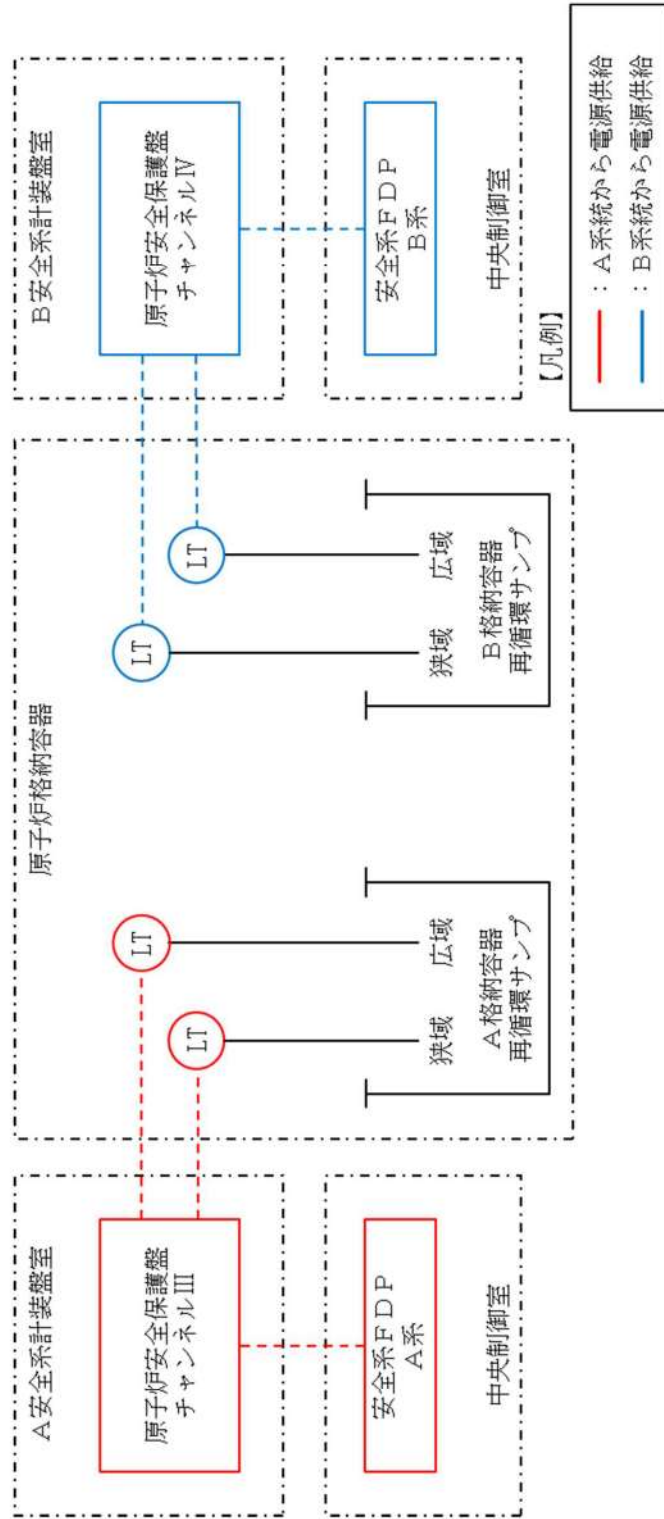 A安全系計装盤室
原子炉安全保護盤
チャンネルⅢ
安全系FDP
A系
中央制御室
原子炉格納容器
LT
LT
狭域
広域
A格納容器
再循環サンプ
LT
LT
狭域
広域
B格納容器
再循環サンプ
B安全系計装盤室
原子炉安全保護盤
チャンネルⅣ
安全系FDP
B系
中央制御室
【凡例】
：A系統から電源供給
：B系統から電源供給